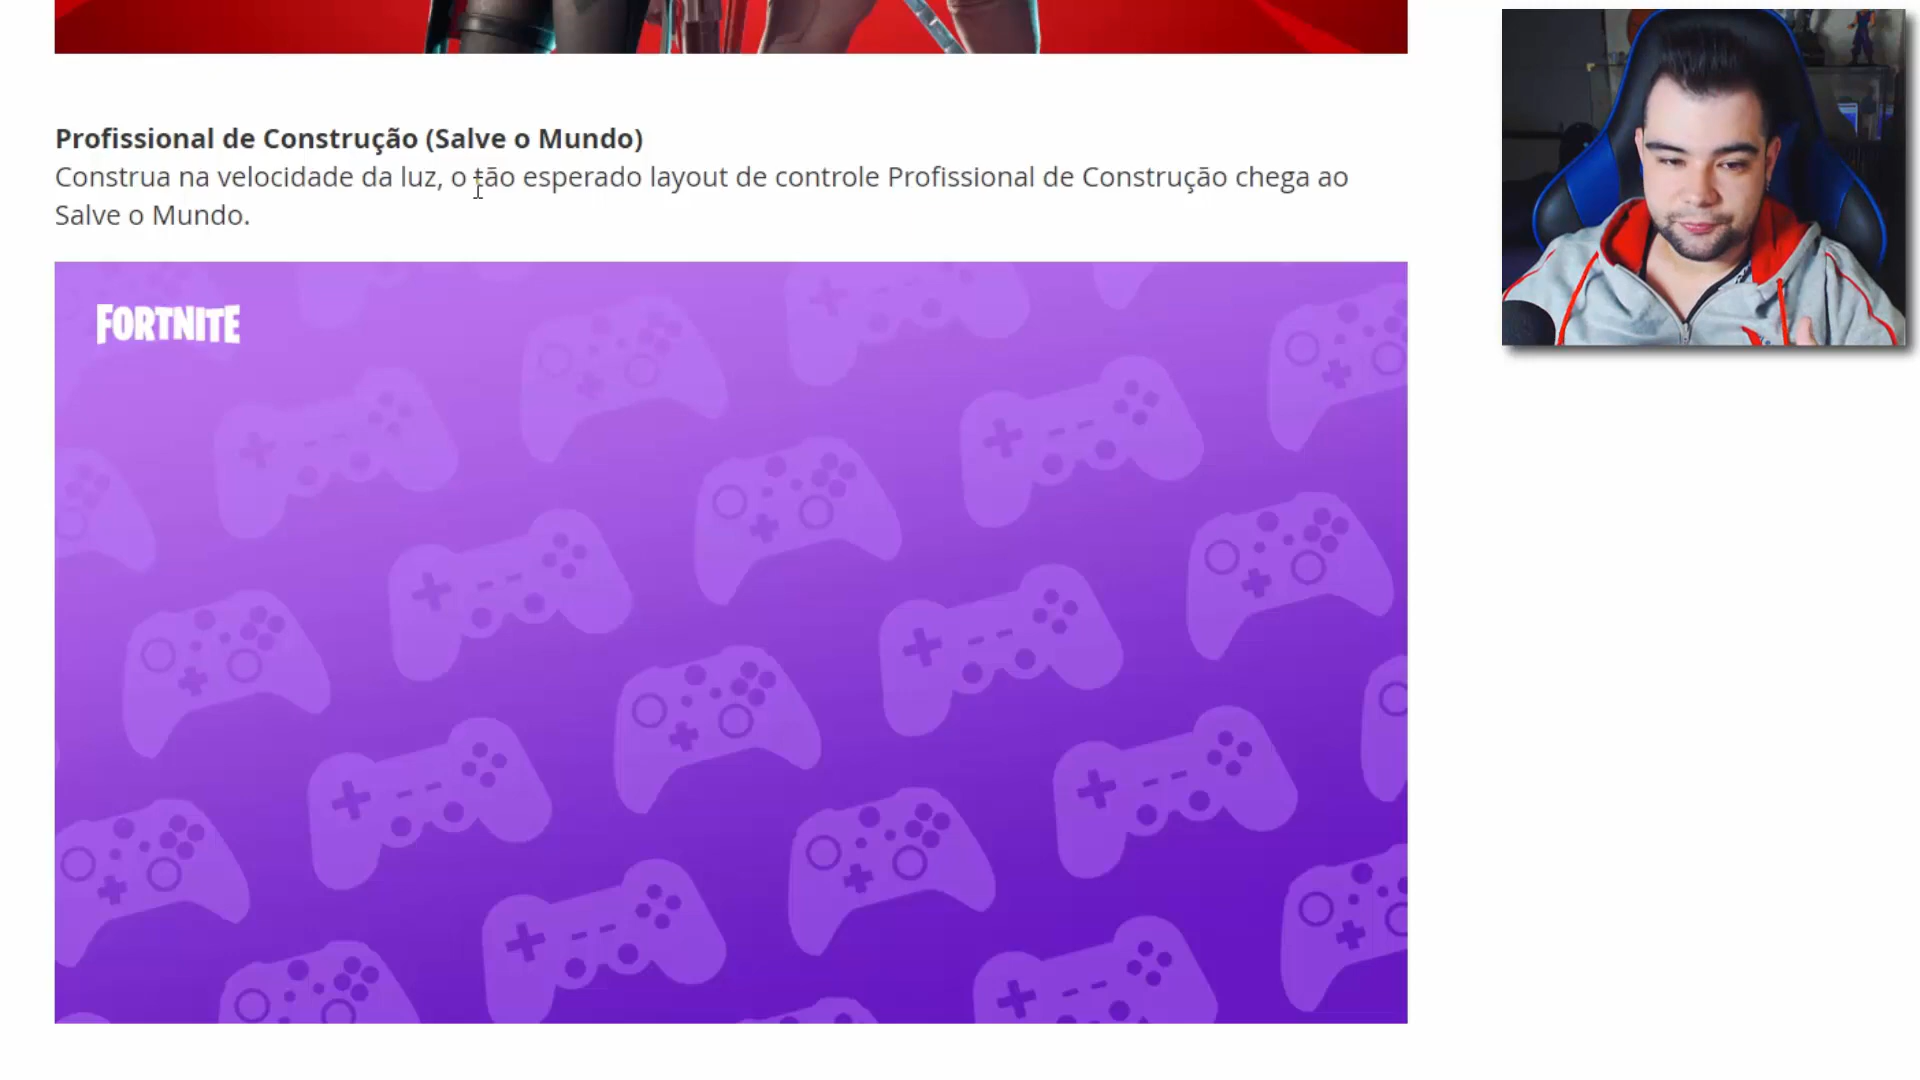 Profissional de Construção (Salve o Mundo)
Construa na velocidade da luz, o tão esperado layout de controle Profissional de Construção chega ao
Salve o Mundo.
FORTNITE